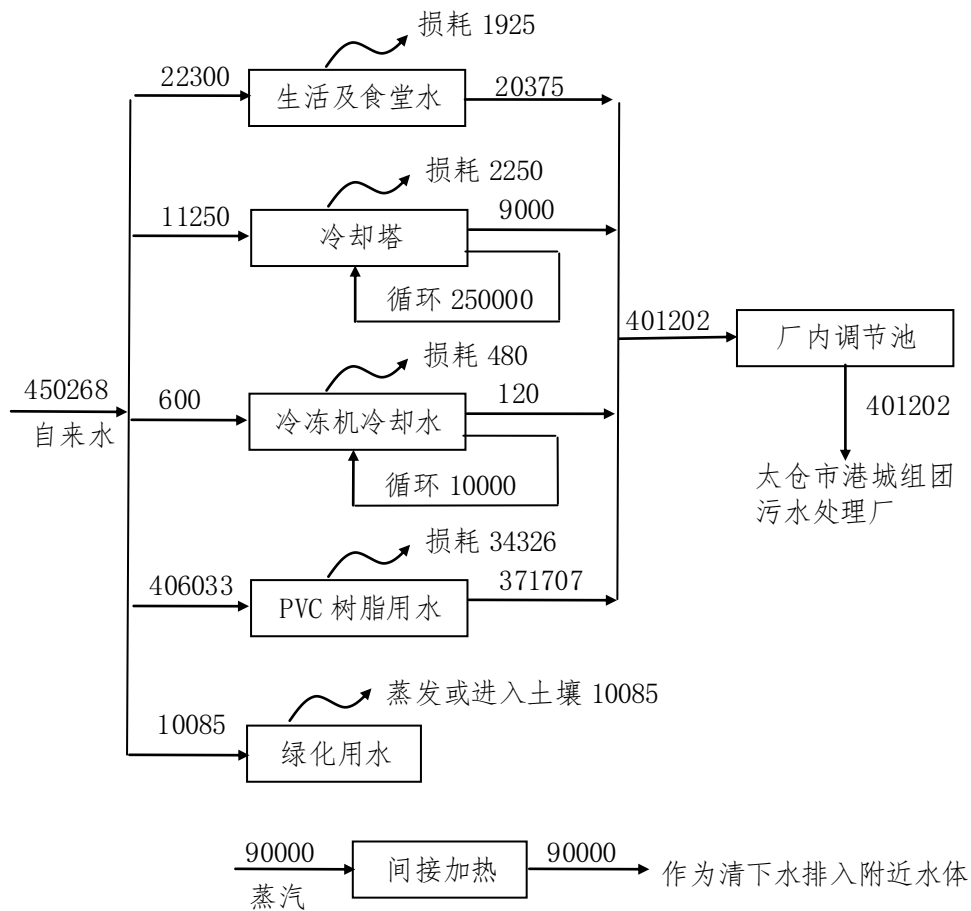 损耗 1925
22300
生活及食堂水
20375
损耗 2250
11250
冷却塔
9000
循环 250000
401202
厂内调节池
损耗 480
450268
自来水
600
冷冻机冷却水
120
401202
循环 10000
太仓市港城组团
污水处理厂
损耗 34326
406033
PVC 树脂用水
371707
蒸发或进入土壤 10085
10085
绿化用水
90000
蒸汽
间接加热
90000
作为清下水排入附近水体